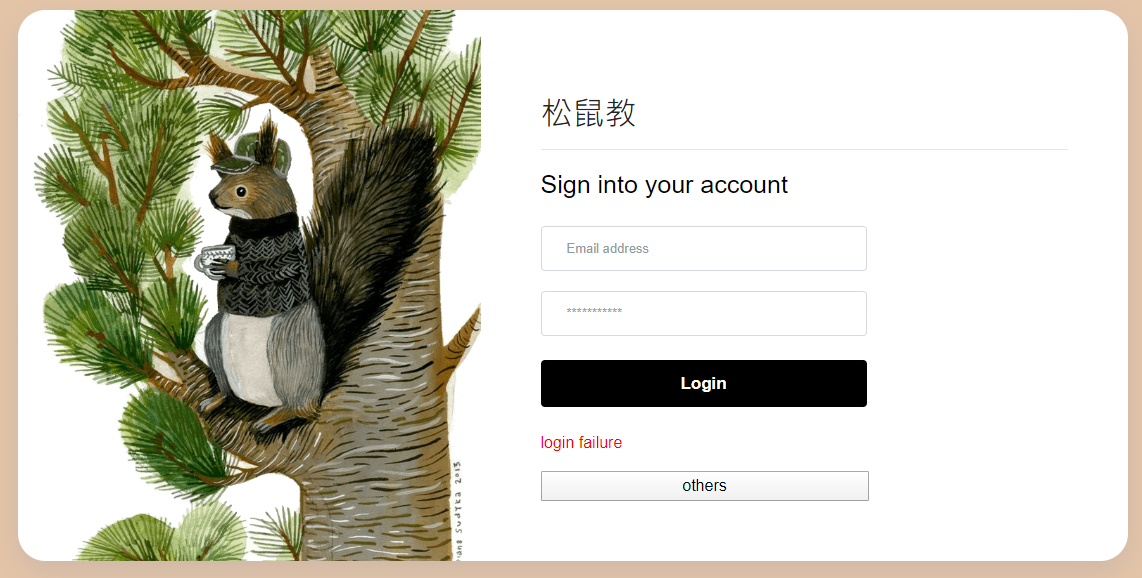 松鼠教
Sign into your account
Email address
***********
Login
login failure
others